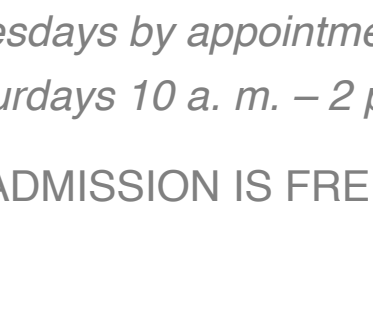 esdays by appointme
urdays 10 a. m. – 2 p
ADMISSION IS FRE